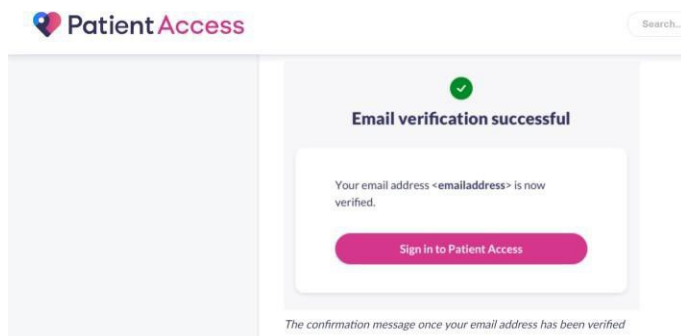 Patient Access
Search...
Email verification successful
Your email address <emailaddress> is now
verified.
Sign in to Patient Access
The confirmation message once your email address has been verified